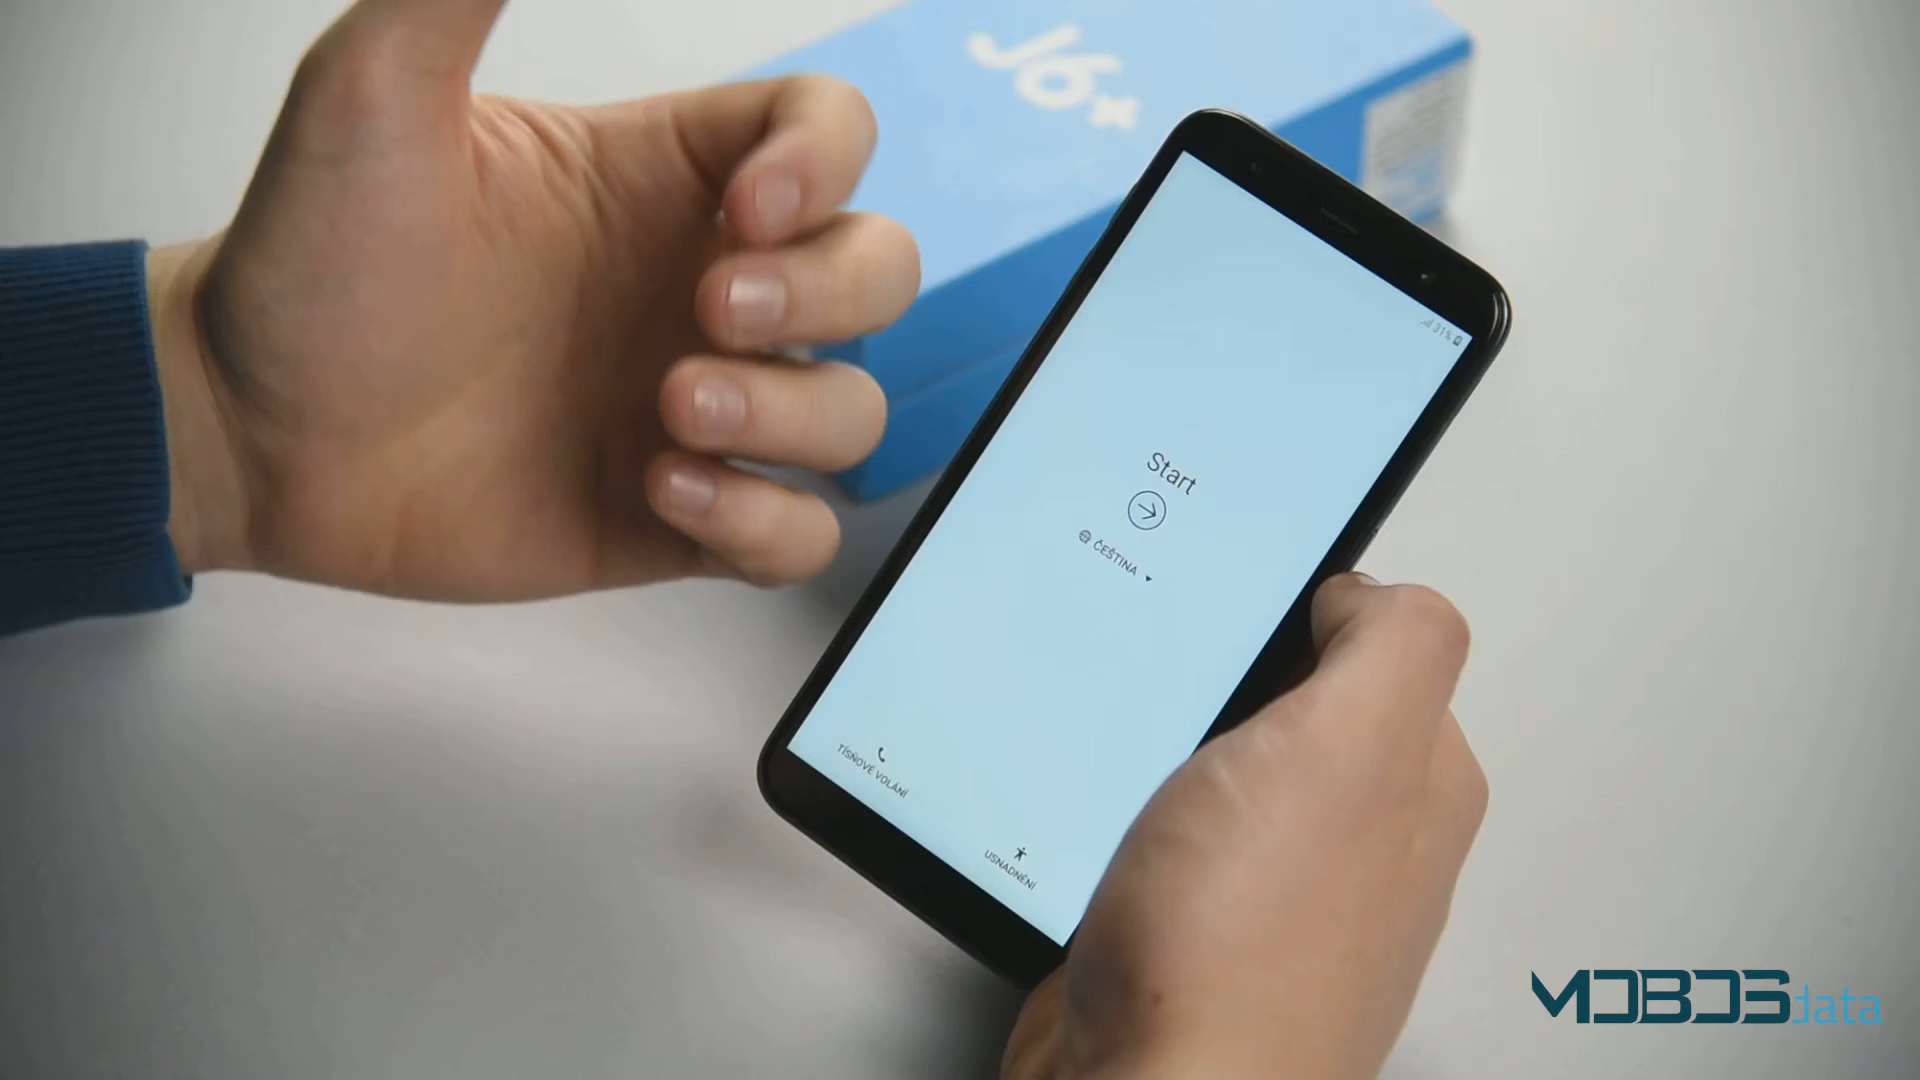 J6+
31%
Start
ČEŠTINA
TÍSŇOVÉ VOLÁNÍ
USNADNĚNÍ
MOBOSdata